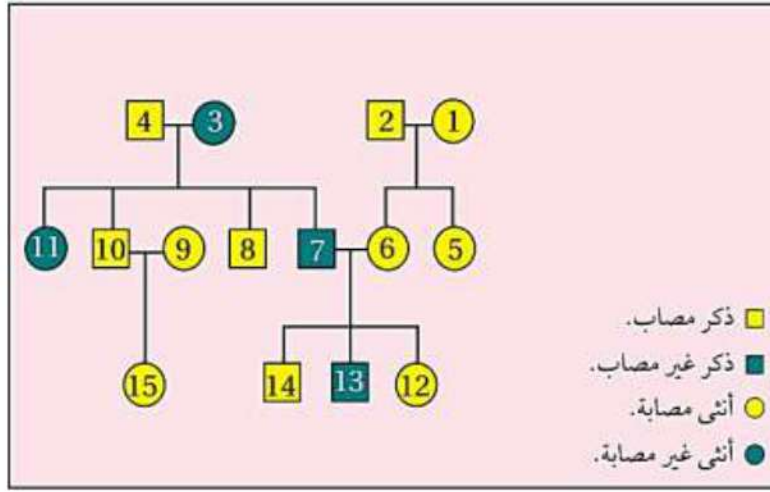 4 3 2 1
11 10 9 8 7 6 5
15 14 13 12
ذكر مصاب.
ذكر غير مصاب.
أنثى مصابة.
أنثى غير مصابة.